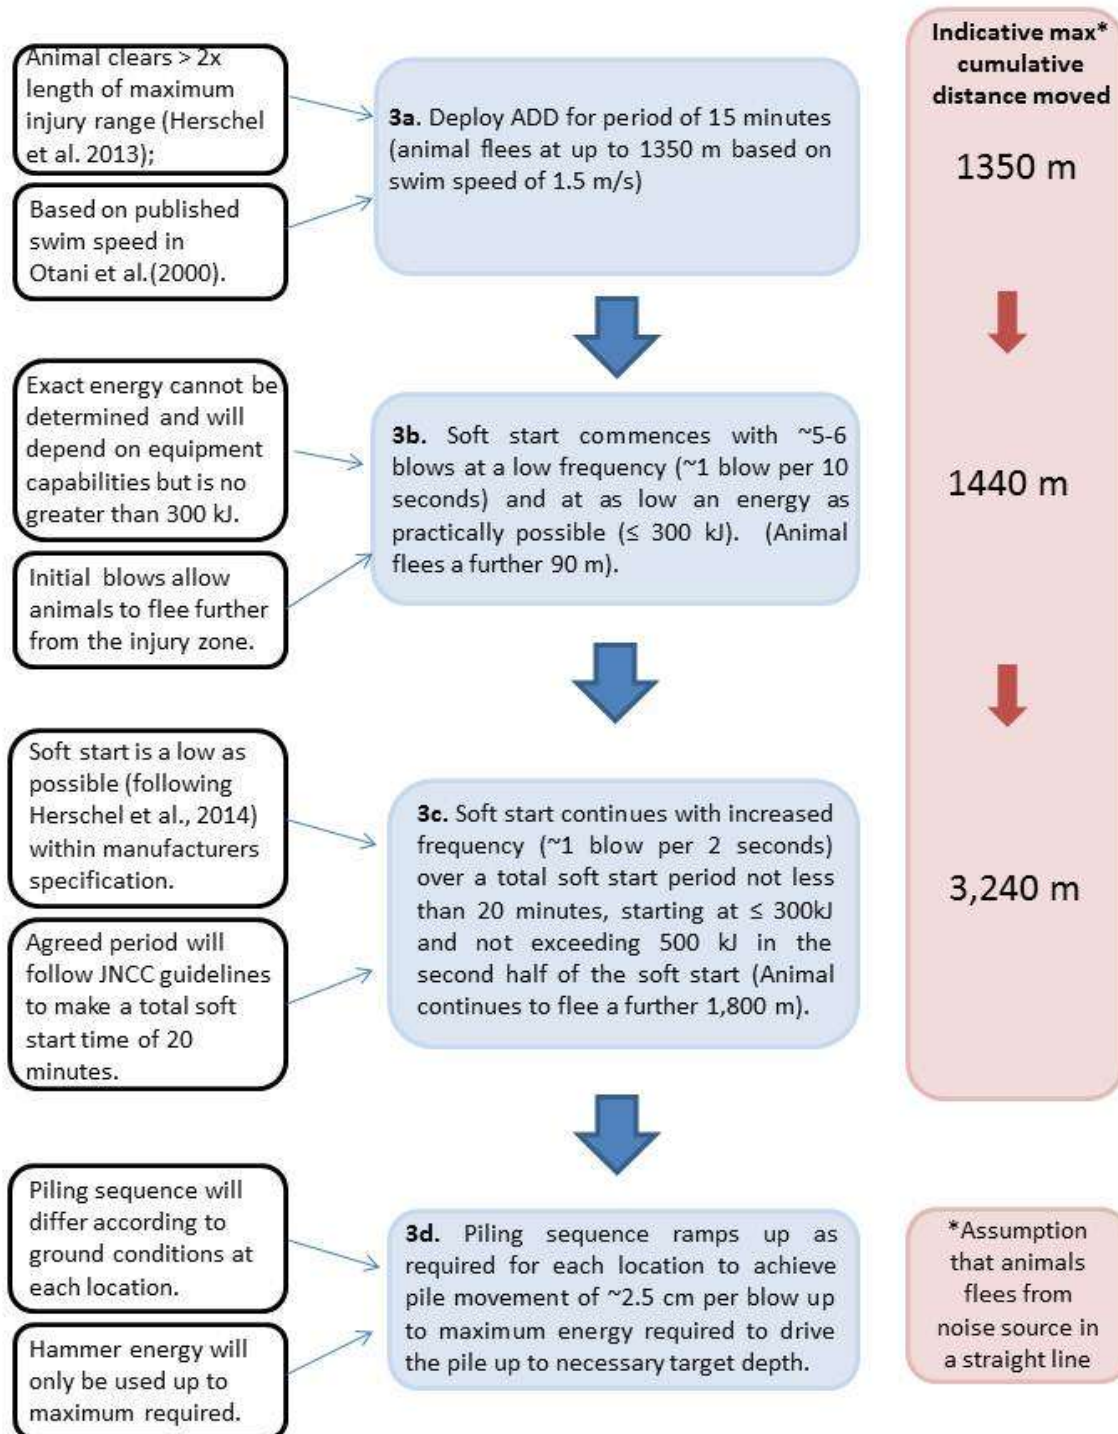 Animal clears > 2x
length of maximum
injury range (Herschel
et al. 2013);
Based on published
swim speed in
Otani et al.(2000).
3a. Deploy ADD for period of 15 minutes
(animal flees at up to 1350 m based on
swim speed of 1.5 m/s)
Indicative max*
cumulative
distance moved
1350 m
Exact energy cannot be
determined and will
depend on equipment
capabilities but is no
greater than 300 kJ.
Initial blows allow
animals to flee further
from the injury zone.
3b. Soft start commences with ~5-6
blows at a low frequency (~1 blow per 10
seconds) and at as low an energy as
practically possible (≤ 300 kJ). (Animal
flees a further 90 m).
1440 m
Soft start is a low as
possible (following
Herschel et al., 2014)
within manufacturers
specification.
Agreed period will
follow JNCC guidelines
to make a total soft
start time of 20
minutes.
3c. Soft start continues with increased
frequency (~1 blow per 2 seconds)
over a total soft start period not less
than 20 minutes, starting at ≤ 300kJ
and not exceeding 500 kJ in the
second half of the soft start (Animal
continues to flee a further 1,800 m).
3,240 m
Piling sequence will
differ according to
ground conditions at
each location.
Hammer energy will
only be used up to
maximum required.
3d. Piling sequence ramps up as
required for each location to achieve
pile movement of ~2.5 cm per blow up
to maximum energy required to drive
the pile up to necessary target depth.
*Assumption
that animals
flees from
noise source in
a straight line